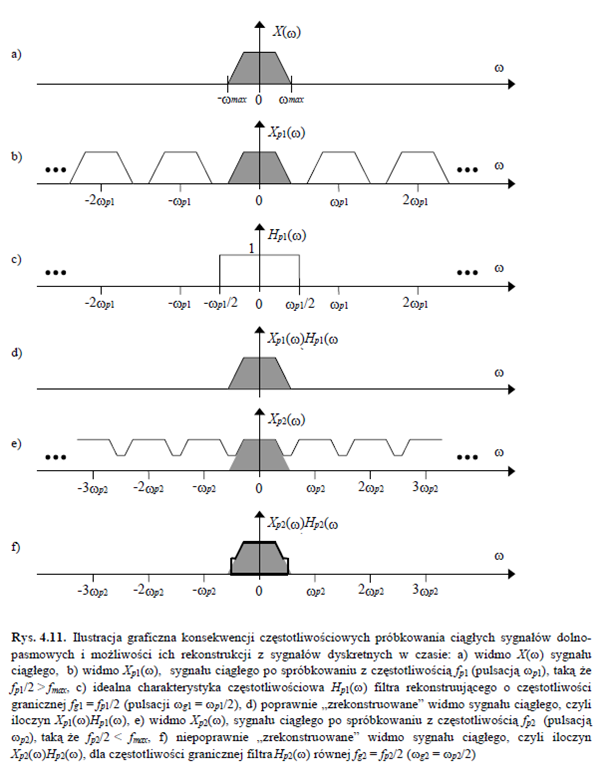 X(ω)
a)
ω
-ωmax 0 ωmax
Xp1(ω)
b)
ω
-2ωp1 -ωp1 0 ωp1 2ωp1
Hp1(ω)
1
c)
ω
-2ωp1 -ωp1 -ωp1/2 0 ωp1/2 ωp1 2ωp1
Xp1(ω)Hp1(ω
d)
ω
Xp2(ω)
e)
ω
-3ωp2 -2ωp2 -ωp2 0 ωp2 2ωp2 3ωp2
Xp2(ω)Hp2(ω
f)
ω
-3ωp2 -2ωp2 -ωp2 0 ωp2 2ωp2 3ωp2
Rys. 4.11. Ilustracja graficzna konsekwencji częstotliwościowych próbkowania ciągłych sygnałów dolno-
pasmowych i możliwości ich rekonstrukcji z sygnałów dyskretnych w czasie: a) widmo X(ω) sygnału
ciągłego, b) widmo Xp1(ω), sygnału ciągłego po spróbkowaniu z częstotliwością fp1 (pulsacją ωp1), taką że
fp1/2 > fmax, c) idealna charakterystyka częstotliwościowa Hp1(ω) filtra rekonstruującego o częstotliwości
granicznej fg1 = fp1/2 (pulsacji ωg1 = ωp1/2), d) poprawnie „zrekonstruowane” widmo sygnału ciągłego, czyli
iloczyn Xp1(ω)Hp1(ω), e) widmo Xp2(ω), sygnału ciągłego po spróbkowaniu z częstotliwością fp2 (pulsacją
ωp2), taką że fp2/2 < fmax, f) niepoprawnie „zrekonstruowane” widmo sygnału ciągłego, czyli iloczyn
Xp2(ω)Hp2(ω), dla częstotliwości granicznej filtra Hp2(ω) równej fg2 = fp2/2 (ωg2 = ωp2/2)